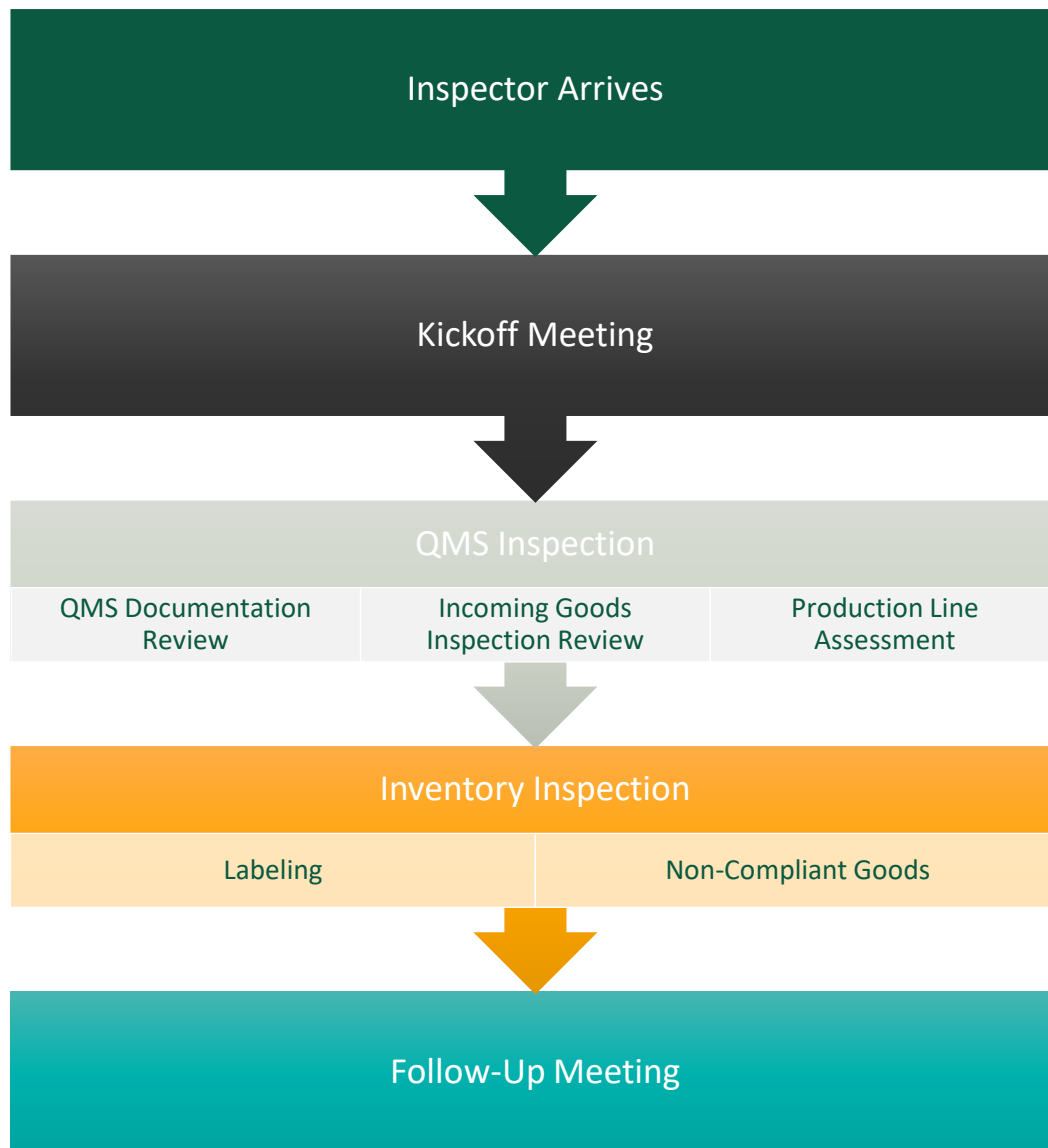 Inspector Arrives
Kickoff Meeting
QMS Inspection
QMS Documentation
Review
Incoming Goods
Inspection Review
Production Line
Assessment
Inventory Inspection
Labeling
Non-Compliant Goods
Follow-Up Meeting